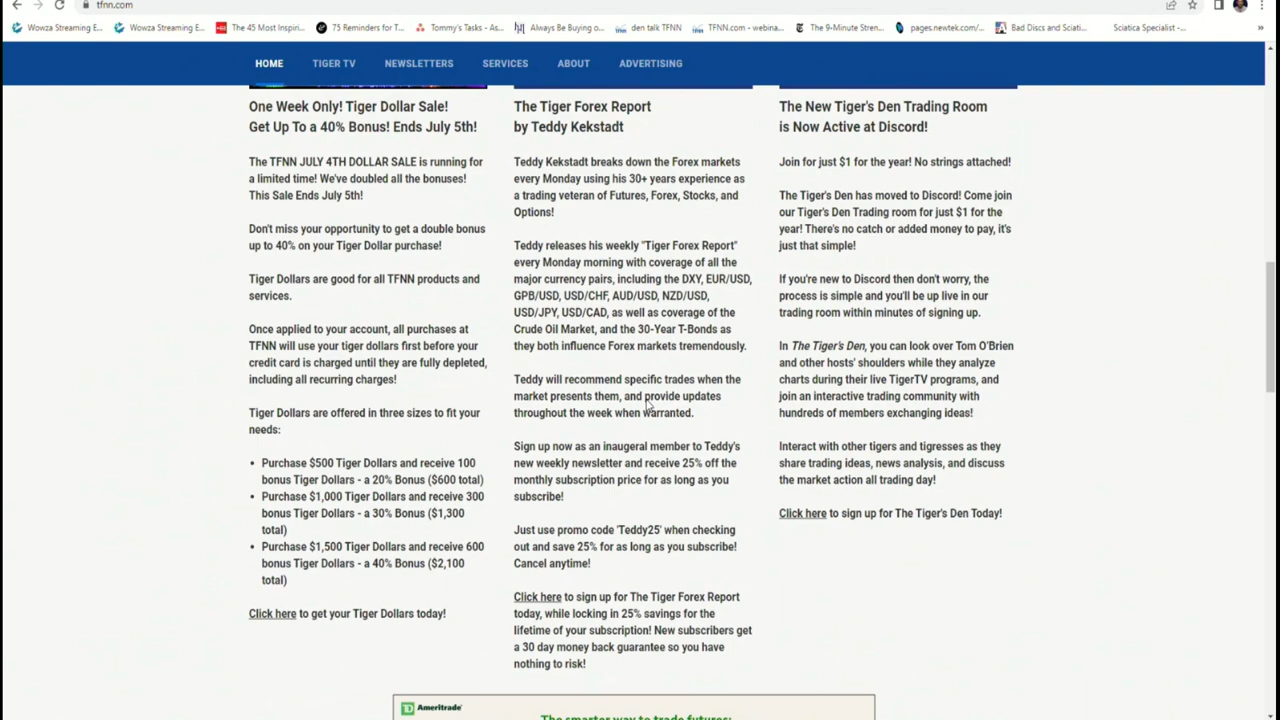 tfnn.com
Wowza Streaming E...
Wowza Streaming E...
The 45 Most Inspiri...
75 Reminders for T...
Tommy's Tasks - As...
Always Be Buying o...
den talk TFNN
TFNN.com - webina...
The 9-Minute Stren...
pages.newtek.com/...
Bad Discs and Sciati...
Sciatica Specialist -...
HOME
TIGER TV
NEWSLETTERS
SERVICES
ABOUT
ADVERTISING
One Week Only! Tiger Dollar Sale!
Get Up To a 40% Bonus! Ends July 5th!
The TFNN JULY 4TH DOLLAR SALE is running for
a limited time! We've doubled all the bonuses!
This Sale Ends July 5th!
Don't miss your opportunity to get a double bonus
up to 40% on your Tiger Dollar purchase!
Tiger Dollars are good for all TFNN products and
services.
Once applied to your account, all purchases at
TFNN will use your tiger dollars first before your
credit card is charged until they are fully depleted,
including all recurring charges!
Tiger Dollars are offered in three sizes to fit your
needs:
• Purchase $500 Tiger Dollars and receive 100
bonus Tiger Dollars - a 20% Bonus ($600 total)
• Purchase $1,000 Tiger Dollars and receive 300
bonus Tiger Dollars - a 30% Bonus ($1,300
total)
• Purchase $1,500 Tiger Dollars and receive 600
bonus Tiger Dollars - a 40% Bonus ($2,100
total)
Click here to get your Tiger Dollars today!
The Tiger Forex Report
by Teddy Kekstadt
Teddy Kekstadt breaks down the Forex markets
every Monday using his 30+ years experience as
a trading veteran of Futures, Forex, Stocks, and
Options!
Teddy releases his weekly "Tiger Forex Report"
every Monday morning with coverage of all the
major currency pairs, including the DXY, EUR/USD,
GPB/USD, USD/CHF, AUD/USD, NZD/USD,
USD/JPY, USD/CAD, as well as coverage of the
Crude Oil Market, and the 30-Year T-Bonds as
they both influence Forex markets tremendously.
Teddy will recommend specific trades when the
market presents them, and provide updates
throughout the week when warranted.
Sign up now as an inaugeral member to Teddy's
new weekly newsletter and receive 25% off the
monthly subscription price for as long as you
subscribe!
Just use promo code 'Teddy25' when checking
out and save 25% for as long as you subscribe!
Cancel anytime!
Click here to sign up for The Tiger Forex Report
today, while locking in 25% savings for the
lifetime of your subscription! New subscribers get
a 30 day money back guarantee so you have
nothing to risk!
The New Tiger's Den Trading Room
is Now Active at Discord!
Join for just $1 for the year! No strings attached!
The Tiger's Den has moved to Discord! Come join
our Tiger's Den Trading room for just $1 for the
year! There's no catch or added money to pay, it's
just that simple!
If you're new to Discord then don't worry, the
process is simple and you'll be up live in our
trading room within minutes of signing up.
In The Tiger's Den, you can look over Tom O'Brien
and other hosts' shoulders while they analyze
charts during their live TigerTV programs, and
join an interactive trading community with
hundreds of members exchanging ideas!
Interact with other tigers and tigresses as they
share trading ideas, news analysis, and discuss
the market action all trading day!
Click here to sign up for The Tiger's Den Today!
Ameritrade
The smarter way to trade futures: